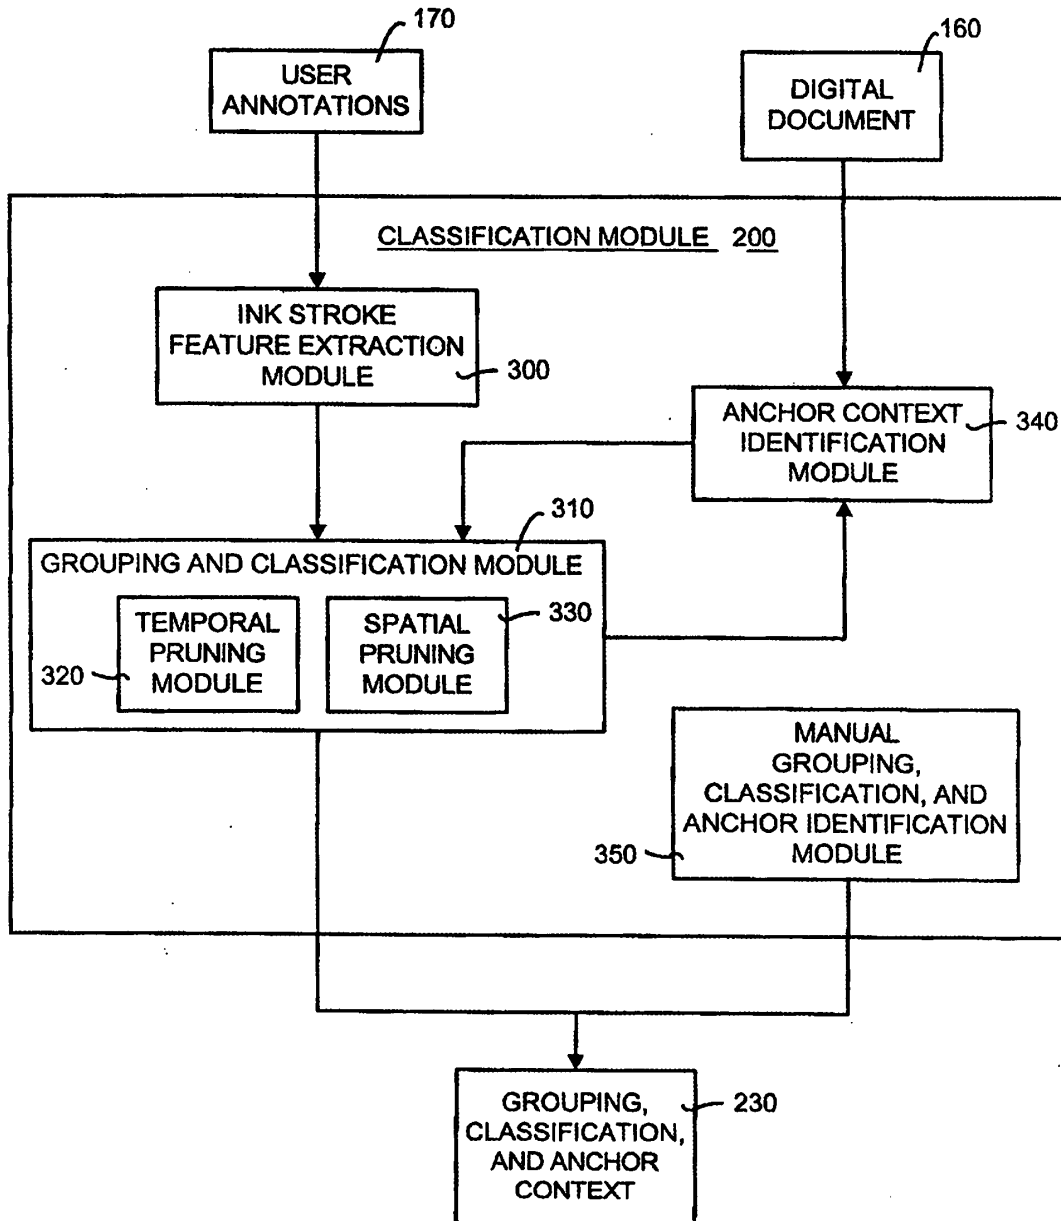 170
USER
ANNOTATIONS
160
DIGITAL
DOCUMENT
CLASSIFICATION MODULE 200
INK STROKE
FEATURE EXTRACTION
MODULE
300
ANCHOR CONTEXT
IDENTIFICATION
MODULE
340
310
GROUPING AND CLASSIFICATION MODULE
TEMPORAL
PRUNING
MODULE
320
SPATIAL
PRUNING
MODULE
330
MANUAL
GROUPING,
CLASSIFICATION, AND
ANCHOR IDENTIFICATION
MODULE
350
GROUPING,
CLASSIFICATION,
AND ANCHOR
CONTEXT
230